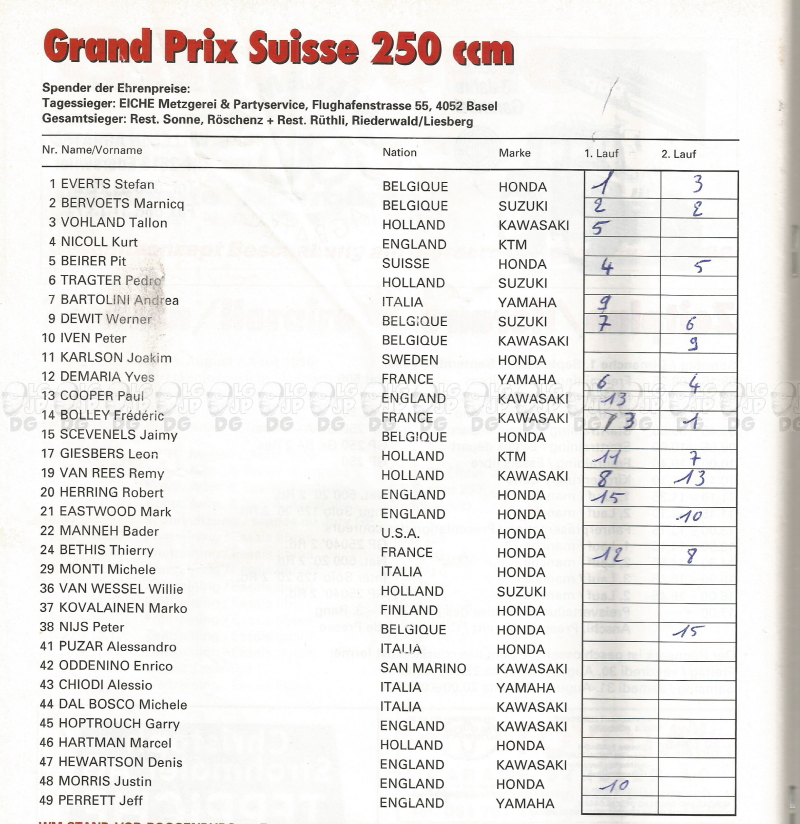 Grand Prix Suisse 250 ccm
Spender der Ehrenpreise:
Tagessieger: EICHE Metzgerei & Partyservice, Flughafenstrasse 55, 4052 Basel
Gesamtsieger: Rest. Sonne, Röschenz + Rest. Rüthli, Riederwald/Liesberg
Nr. Name/Vorname Nation Marke 1. Lauf 2. Lauf
1 EVERTS Stefan BELGIQUE HONDA 1 3
2 BERVOETS Marnicq BELGIQUE SUZUKI 2 2
3 VOHLAND Tallon HOLLAND KAWASAKI 5
4 NICOLL Kurt ENGLAND KTM
5 BEIRER Pit SUISSE HONDA 4 5
6 TRAGTER Pedro HOLLAND SUZUKI
7 BARTOLINI Andrea ITALIA YAMAHA 9
9 DEWIT Werner BELGIQUE SUZUKI 7 6
10 IVEN Peter BELGIQUE KAWASAKI 9
11 KARLSON Joakim SWEDEN HONDA
12 DEMARIA Yves FRANCE YAMAHA 6 4
13 COOPER Paul ENGLAND KAWASAKI 13
14 BOLLEY Frédéric FRANCE KAWASAKI 3 1
15 SCEVENELS Jaimy BELGIQUE HONDA
17 GIESBERS Leon HOLLAND KTM 11 7
19 VAN REES Remy HOLLAND KAWASAKI 8 13
20 HERRING Robert ENGLAND HONDA 15
21 EASTWOOD Mark ENGLAND HONDA 10
22 MANNEH Bader U.S.A. HONDA
24 BETHIS Thierry FRANCE HONDA 12 8
29 MONTI Michele ITALIA HONDA
36 VAN WESSEL Willie HOLLAND SUZUKI
37 KOVALAINEN Marko FINLAND HONDA
38 NIJS Peter BELGIQUE HONDA 15
41 PUZAR Alessandro ITALIA HONDA
42 ODDENINO Enrico SAN MARINO KAWASAKI
43 CHIODI Alessio ITALIA YAMAHA
44 DAL BOSCO Michele ITALIA KAWASAKI
45 HOPTROUCH Garry ENGLAND KAWASAKI
46 HARTMAN Marcel HOLLAND HONDA
47 HEWARTSON Denis ENGLAND KAWASAKI
48 MORRIS Justin ENGLAND HONDA 10
49 PERRETT Jeff ENGLAND YAMAHA